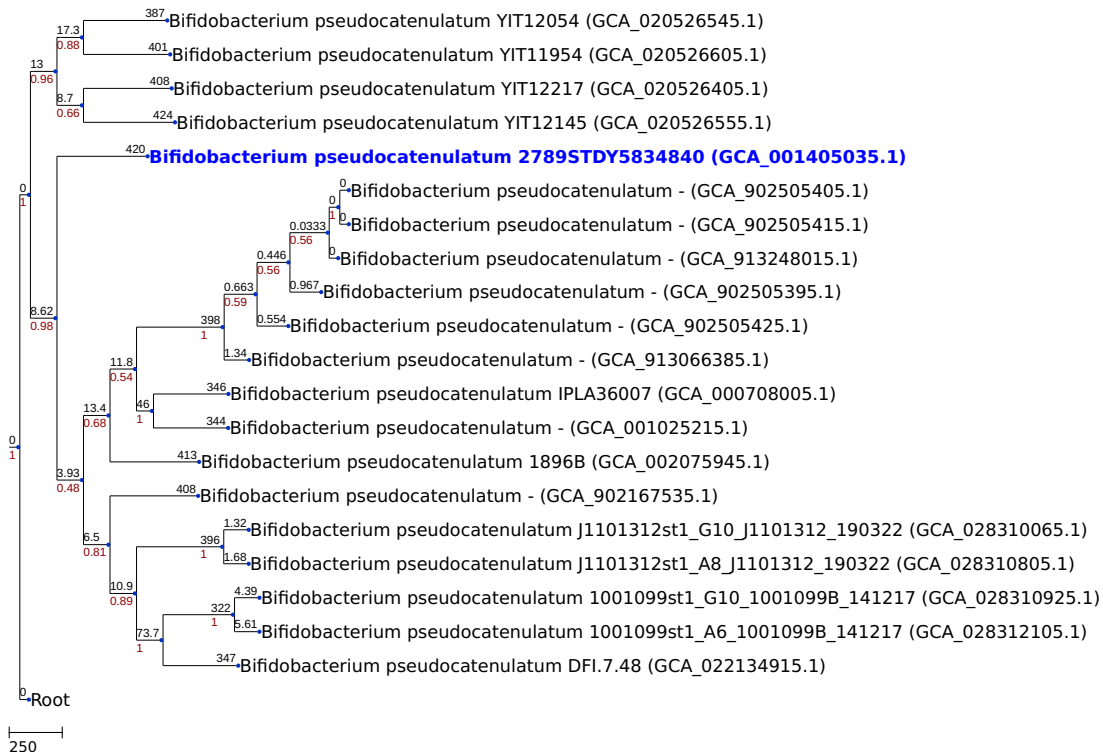 387 Bifidobacterium pseudocatenulatum YIT12054 (GCA_020526545.1)
17.3
0.88
401 Bifidobacterium pseudocatenulatum YIT11954 (GCA_020526605.1)
13
0.96
408 Bifidobacterium pseudocatenulatum YIT12217 (GCA_020526405.1)
8.7
0.66
424 Bifidobacterium pseudocatenulatum YIT12145 (GCA_020526555.1)
420 Bifidobacterium pseudocatenulatum 2789STDY5834840 (GCA_001405035.1)
0
1
0 Bifidobacterium pseudocatenulatum - (GCA_902505405.1)
0
1
0 Bifidobacterium pseudocatenulatum - (GCA_902505415.1)
0.0333
0.56
0 Bifidobacterium pseudocatenulatum - (GCA_913248015.1)
0.446
0.56
0.967 Bifidobacterium pseudocatenulatum - (GCA_902505395.1)
0.663
0.59
0.554 Bifidobacterium pseudocatenulatum - (GCA_902505425.1)
8.62
0.98
398
1
1.34 Bifidobacterium pseudocatenulatum - (GCA_913066385.1)
11.8
0.54
346 Bifidobacterium pseudocatenulatum IPLA36007 (GCA_000708005.1)
46
1
344 Bifidobacterium pseudocatenulatum - (GCA_001025215.1)
13.4
0.68
413 Bifidobacterium pseudocatenulatum 1896B (GCA_002075945.1)
0
1
3.93
0.48
408 Bifidobacterium pseudocatenulatum - (GCA_902167535.1)
6.5
0.81
1.32 Bifidobacterium pseudocatenulatum J1101312st1_G10_J1101312_190322 (GCA_028310065.1)
396
1
1.68 Bifidobacterium pseudocatenulatum J1101312st1_A8_J1101312_190322 (GCA_028310805.1)
10.9
0.89
4.39 Bifidobacterium pseudocatenulatum 1001099st1_G10_1001099B_141217 (GCA_028310925.1)
322
1
5.61 Bifidobacterium pseudocatenulatum 1001099st1_A6_1001099B_141217 (GCA_028312105.1)
73.7
1
347 Bifidobacterium pseudocatenulatum DFI.7.48 (GCA_022134915.1)
0 Root
250